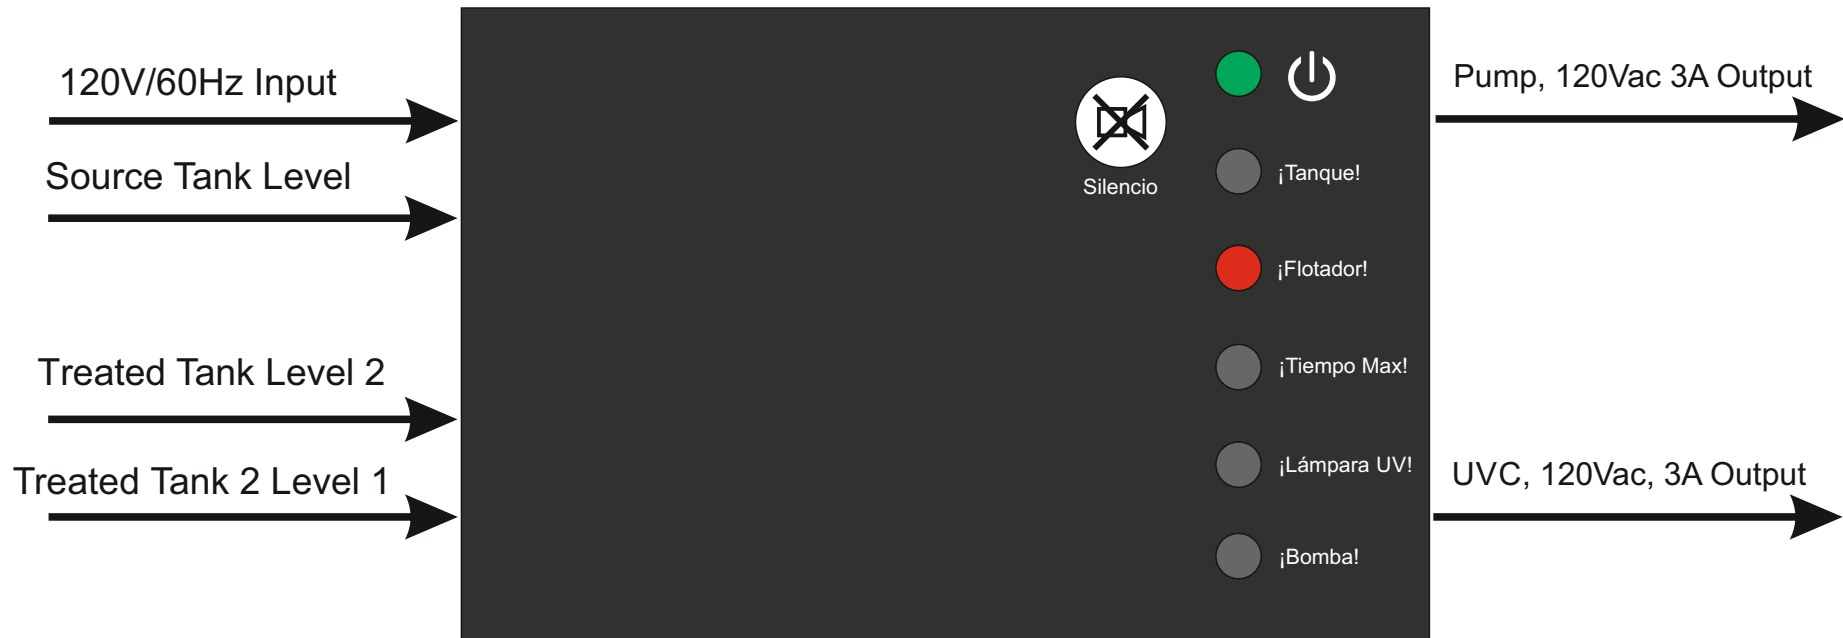 120V/60Hz Input
Source Tank Level
Treated Tank Level 2
Treated Tank 2 Level 1
Silencio
¡Tanque!
¡Flotador!
¡Tiempo Max!
¡Lámpara UV!
¡Bomba!
Pump, 120Vac 3A Output
UVC, 120Vac, 3A Output